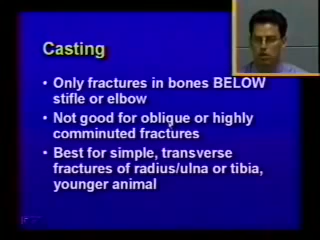 Casting
• Only fractures in bones BELOW
stifle or elbow
• Not good for oblique or highly
comminuted fractures
• Best for simple, transverse
fractures of radius/ulna or tibia,
younger animal